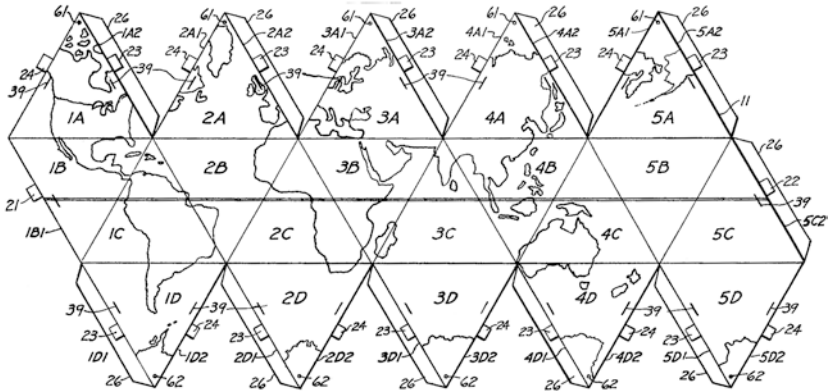 61 26 2A1 61 26 3A1 61 26 4A1 61 26 5A1 61 26 5A2
1A2 2A2 3A2 4A2
24 23 24 23 24 23 24 23 24 23
39 39 39 39
11
1A 2A 3A 4A 5A
26
1B 2B 3B 4B 5B
22
21 39
1B1 5C2
1C 2C 3C 4C 5C
1D 2D 3D 4D 5D
39 39 39 39 39
23 24 23 24 23 24 23 24 23 24
1D1 1D2 2D1 2D2 3D1 3D2 4D1 4D2 5D1 5D2
26 62 26 62 26 62 26 62 26 62